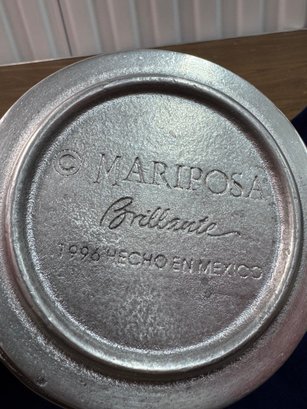 © MARIPOSA
Brillante
1996 HECHO EN MEXICO